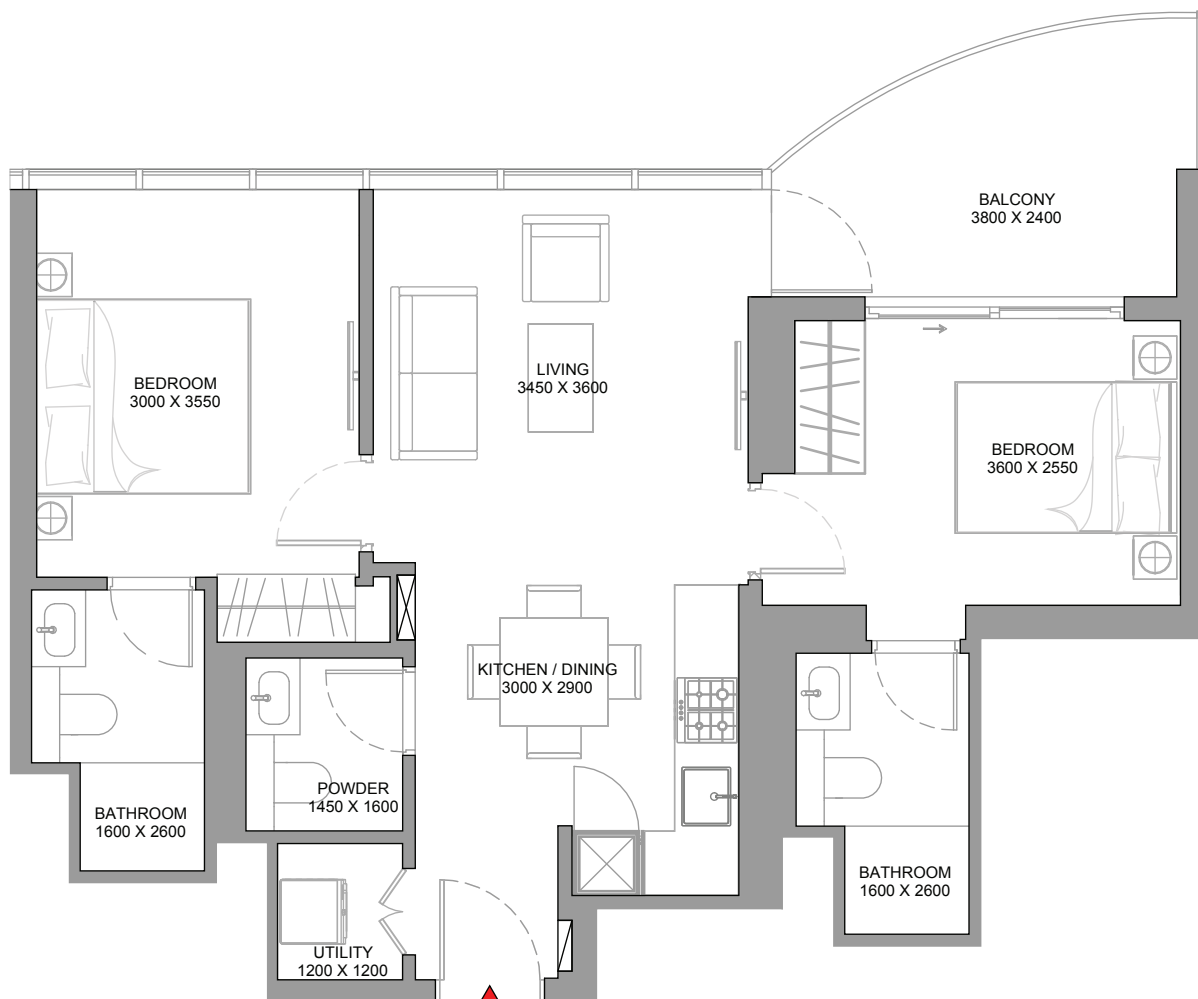 BALCONY
3800 X 2400
LIVING
3450 X 3600
BEDROOM
3000 X 3550
BEDROOM
3600 X 2550
KITCHEN / DINING
3000 X 2900
POWDER
1450 X 1600
BATHROOM
1600 X 2600
BATHROOM
1600 X 2600
UTILITY
1200 X 1200